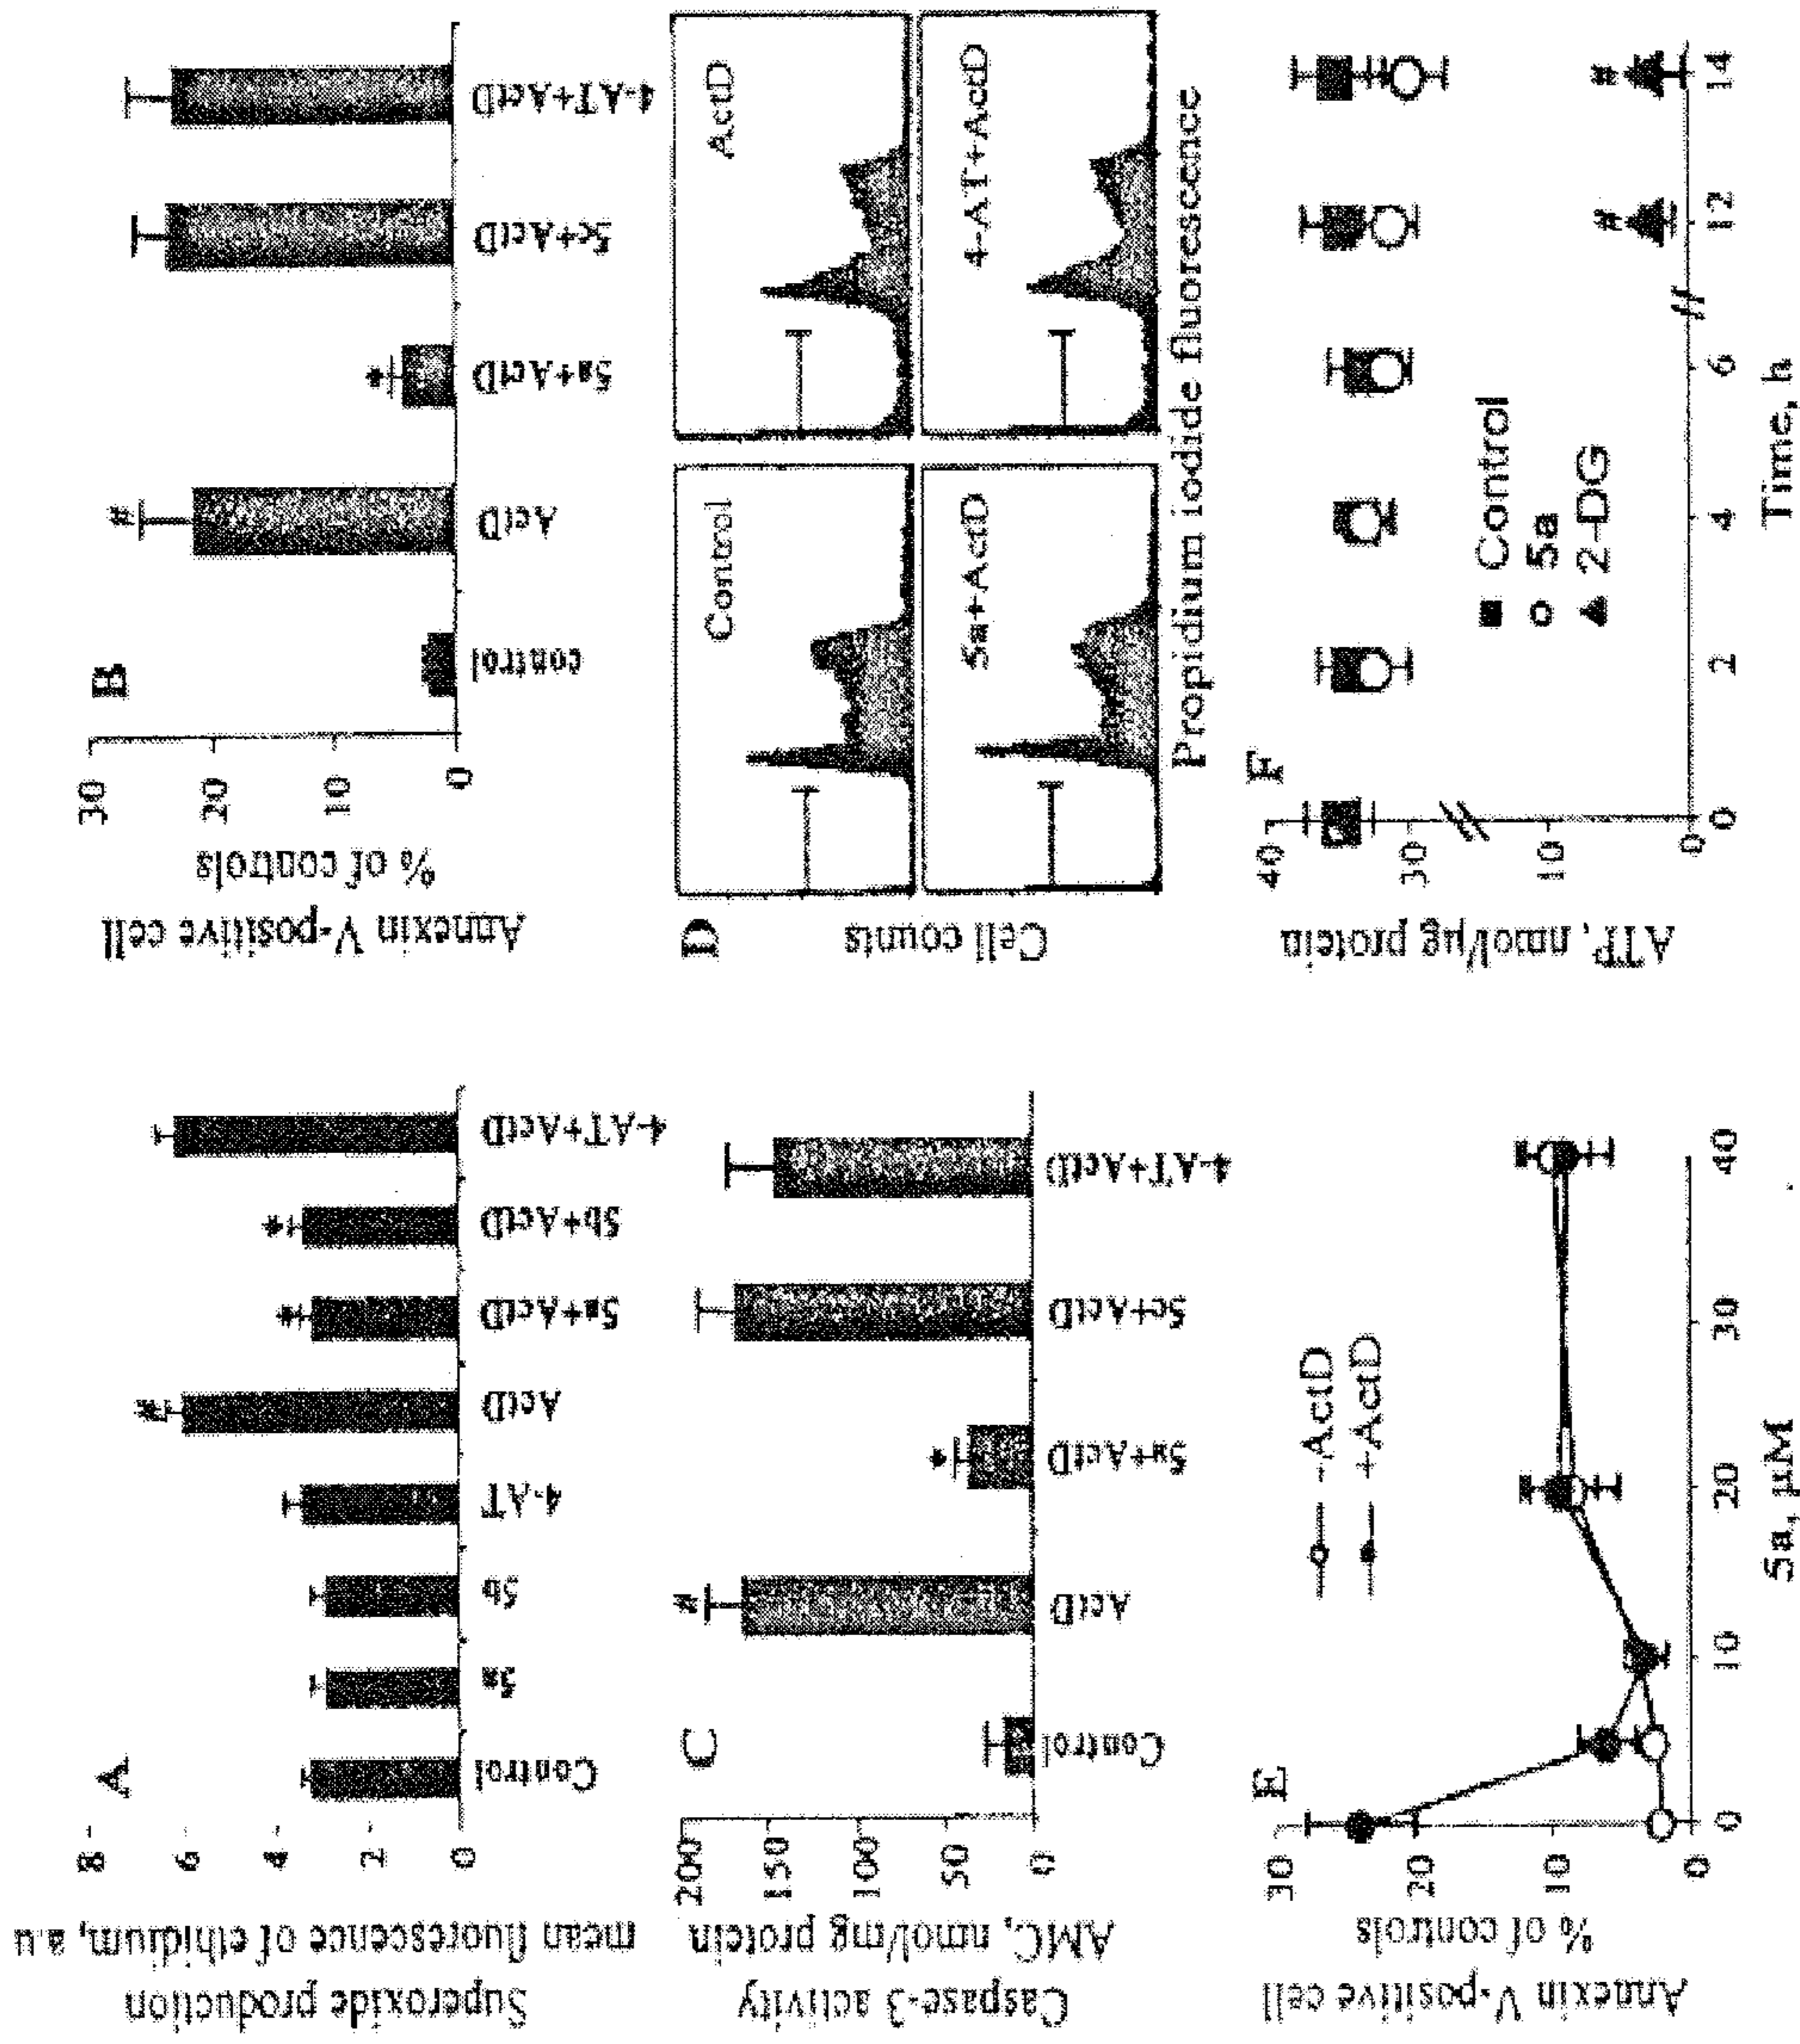 A
Superoxide production
mean fluorescence of ethidium, a.u
8
6
4
2
0
Control
5a
5b
4-AT
ActD
#
5a+ActD
*
5b+ActD
*
4-AT+ActD
B
Annexin V-positive cell
% of controls
30
20
10
0
control
ActD
#
5a+ActD
*
5c+ActD
4-AT+ActD
C
Caspase-3 activity
AMC, nmol/mg protein
200
150
100
50
0
Control
ActD
#
5a+ActD
*
5c+ActD
4-AT+ActD
D
Cell counts
Control
ActD
5a+ActD
4-AT+ActD
Propidium iodide fluorescence
E
Annexin V-positive cell
% of controls
30
20
10
0
-ActD
+ActD
0
10
20
30
40
5a, µM
F
ATP, nmol/µg protein
40
30
10
0
Control
5a
2-DG
#
#
0
2
4
6
12
14
Time, h